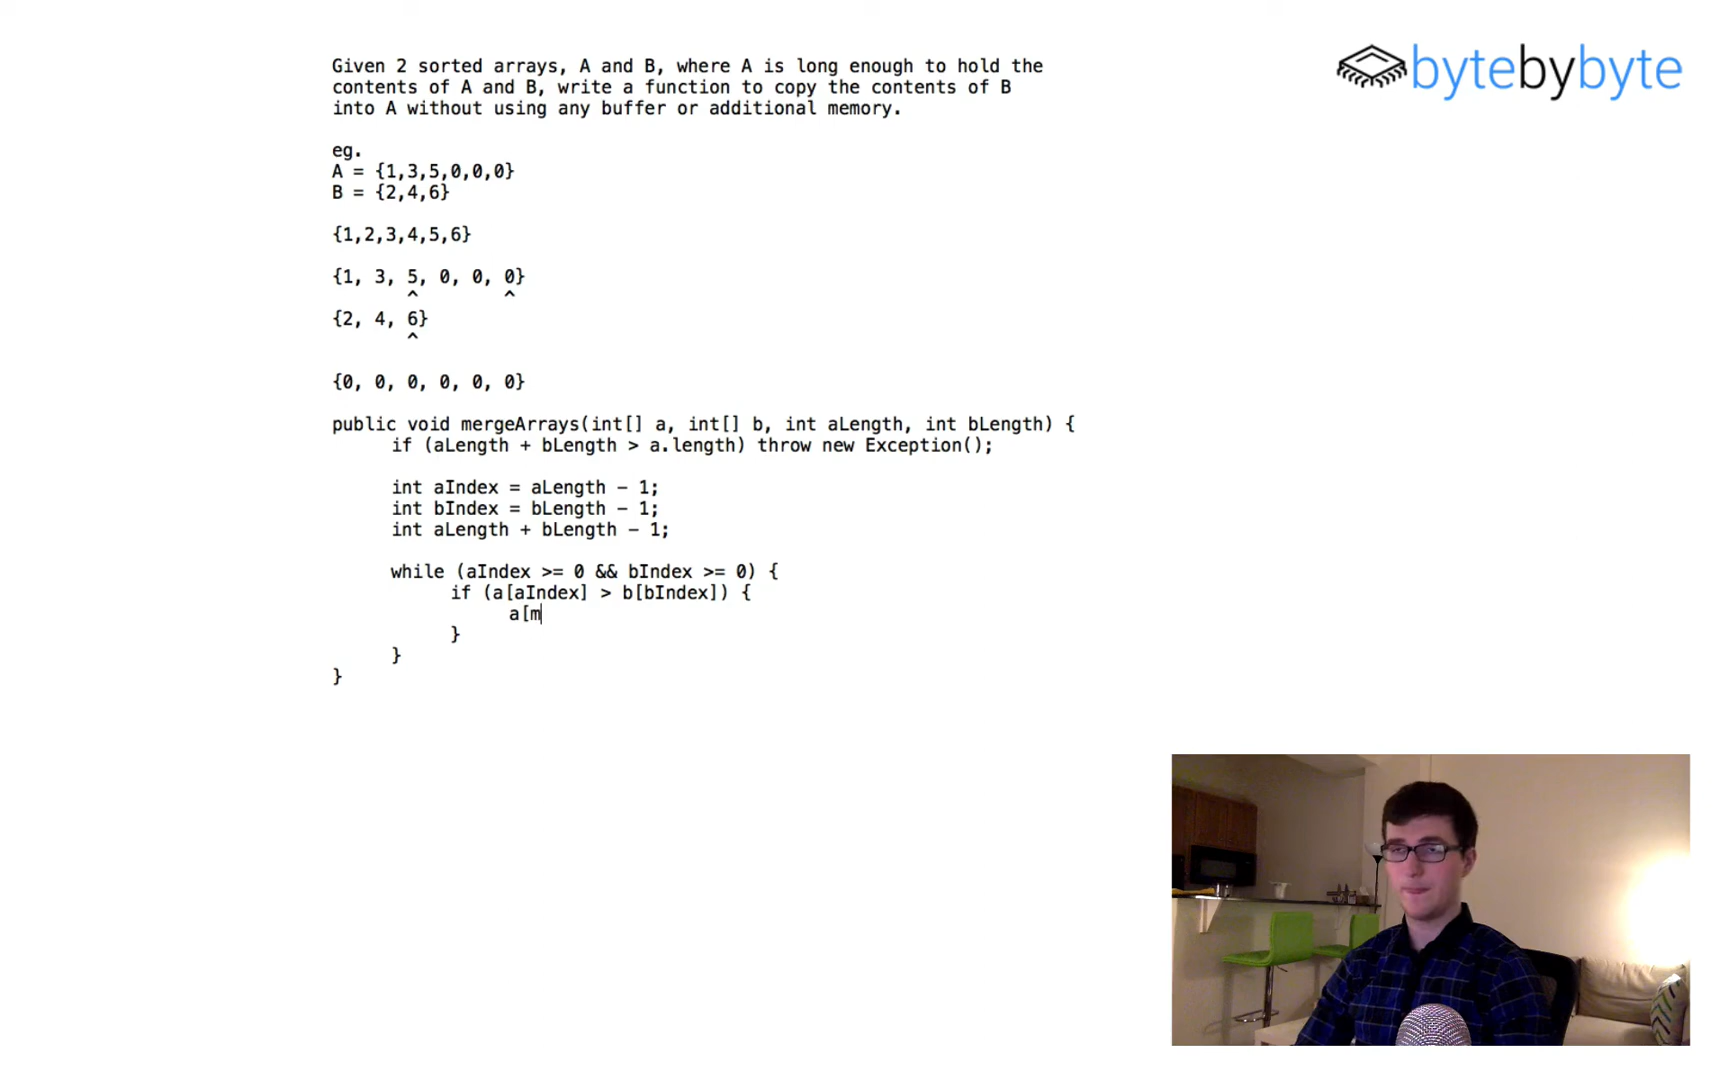 bytebybyte
Given 2 sorted arrays, A and B, where A is long enough to hold the
contents of A and B, write a function to copy the contents of B
into A without using any buffer or additional memory.
eg.
A = {1,3,5,0,0,0}
B = {2,4,6}
{1,2,3,4,5,6}
{1, 3, 5, 0, 0, 0}
^ ^
{2, 4, 6}
^
{0, 0, 0, 0, 0, 0}
public void mergeArrays(int[] a, int[] b, int aLength, int bLength) {
if (aLength + bLength > a.length) throw new Exception();
int aIndex = aLength - 1;
int bIndex = bLength - 1;
int aLength + bLength - 1;
while (aIndex >= 0 && bIndex >= 0) {
if (a[aIndex] > b[bIndex]) {
a[m
}
}
}